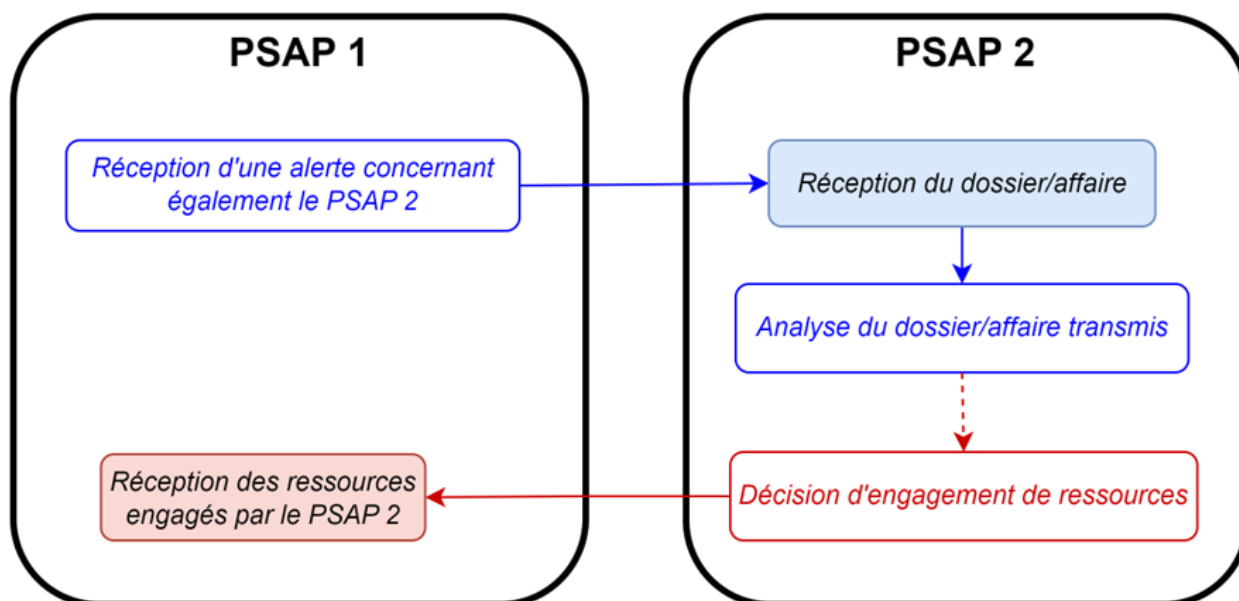 PSAP 1
Réception d'une alerte concernant
également le PSAP 2
Réception des ressources
engagés par le PSAP 2
PSAP 2
Réception du dossier/affaire
Analyse du dossier/affaire transmis
Décision d'engagement de ressources